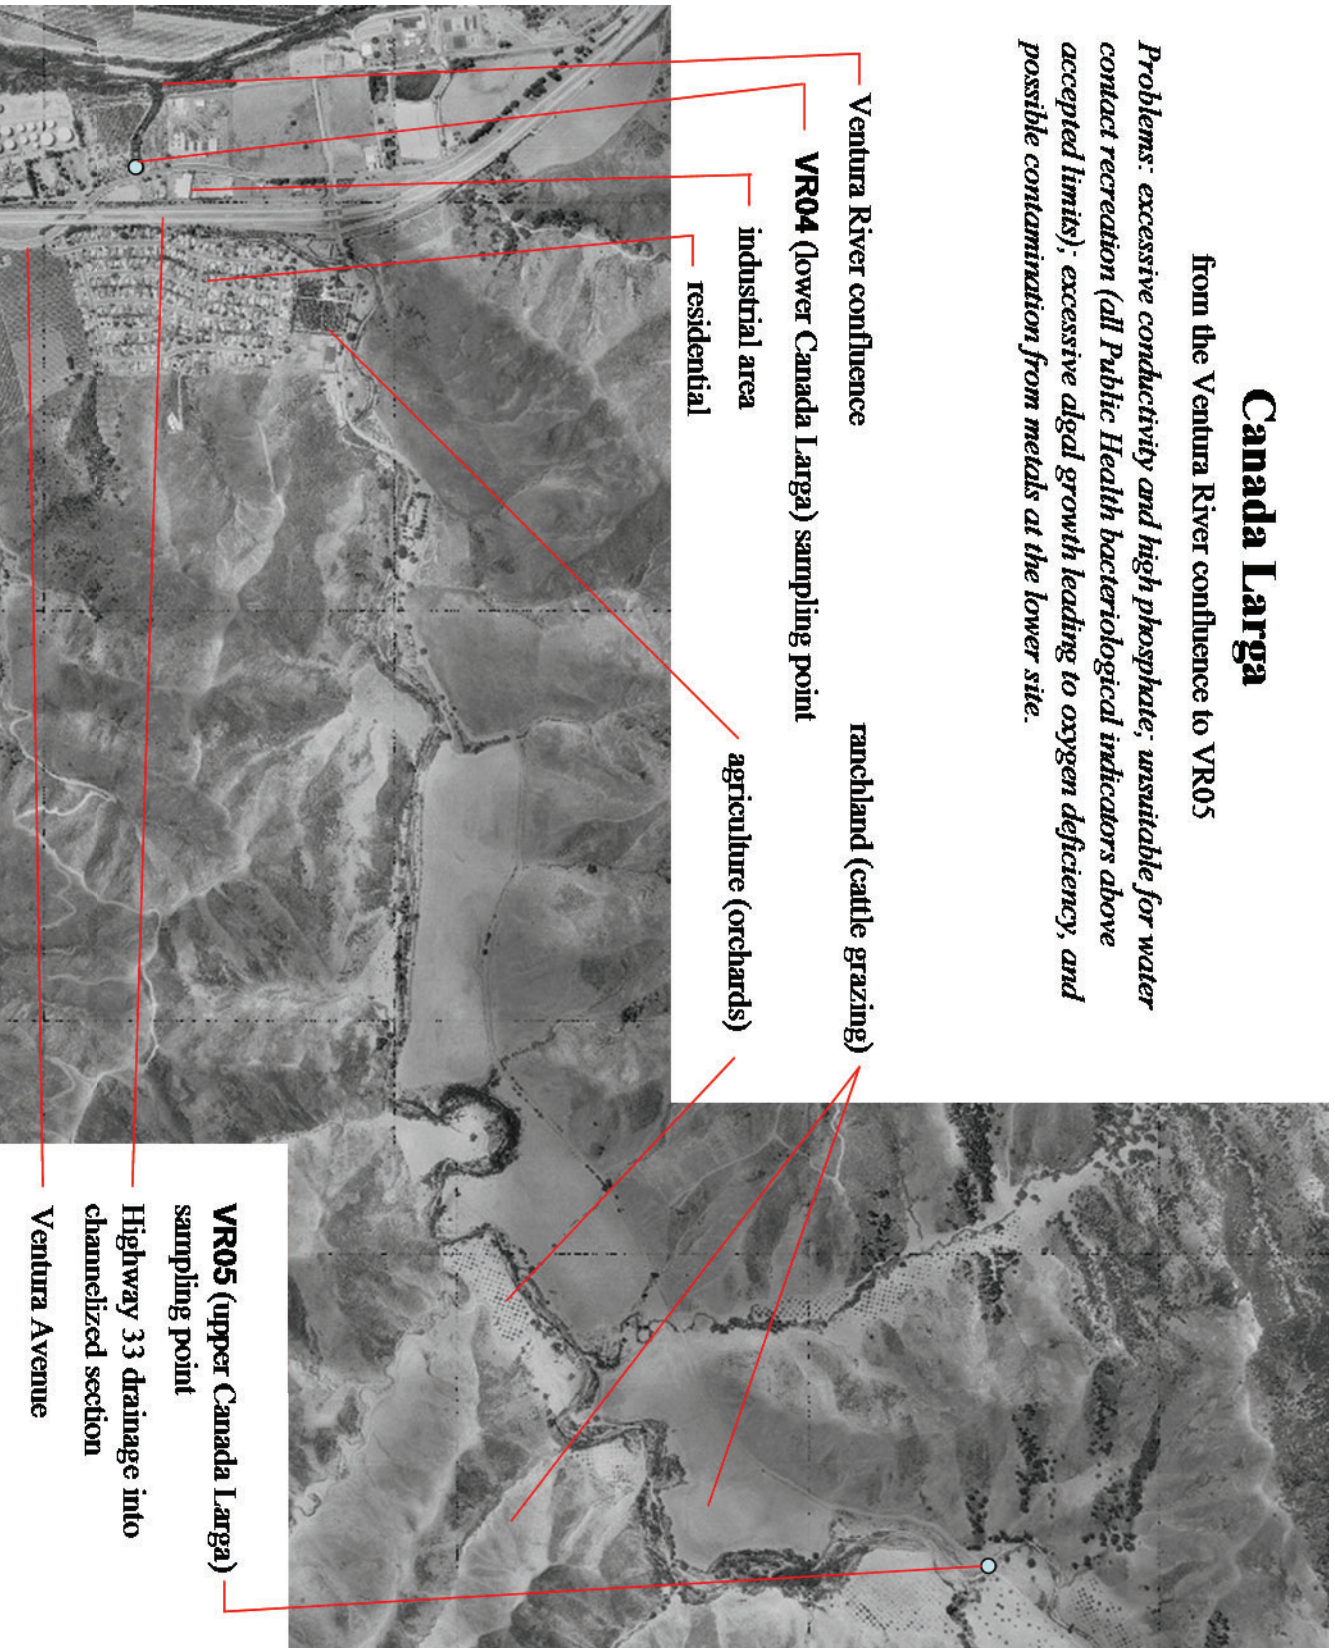 Canada Larga
from the Ventura River confluence to VR05
Problems: excessive conductivity and high phosphate; unsuitable for water
contact recreation (all Public Health bacteriological indicators above
accepted limits); excessive algal growth leading to oxygen deficiency, and
possible contamination from metals at the lower site.
Ventura River confluence
ranchland (cattle grazing)
VR04 (lower Canada Larga) sampling point
industrial area
agriculture (orchards)
residential
VR05 (upper Canada Larga)
sampling point
Highway 33 drainage into
channelized section
Ventura Avenue